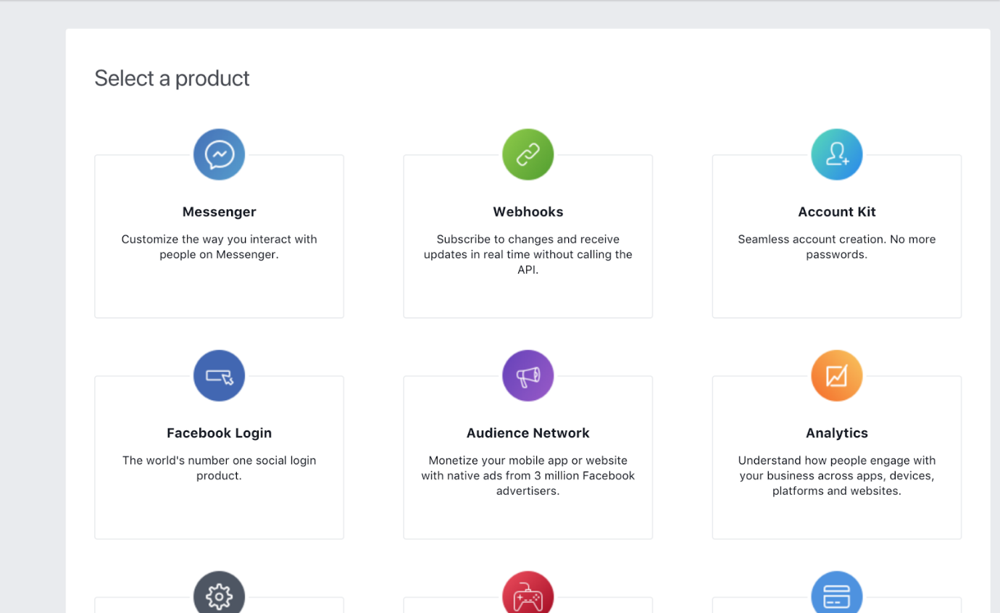 Select a product
Messenger
Customize the way you interact with
people on Messenger.
Webhooks
Subscribe to changes and receive
updates in real time without calling the
API.
Account Kit
Seamless account creation. No more
passwords.
Facebook Login
The world's number one social login
product.
Audience Network
Monetize your mobile app or website
with native ads from 3 million Facebook
advertisers.
Analytics
Understand how people engage with
your business across apps, devices,
platforms and websites.